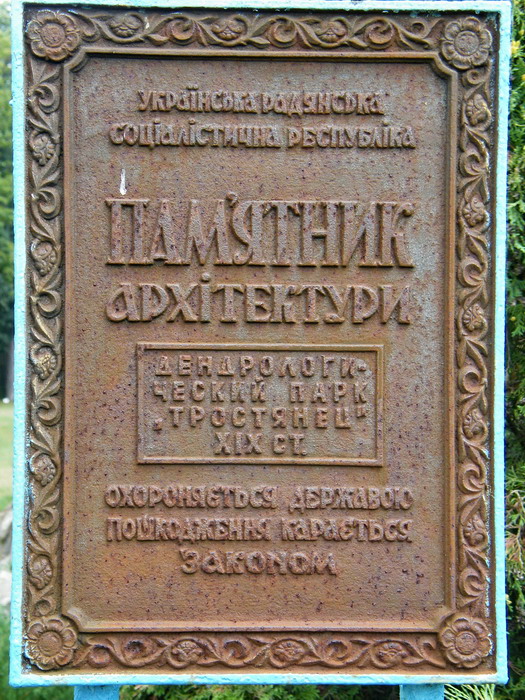 УКРАЇНСЬКА РАДЯНСЬКА
СОЦІАЛІСТИЧНА РЕСПУБЛІКА
ПАМ'ЯТНИК
АРХІТЕКТУРИ
ДЕНДРОЛОГИ-
ЧЕСКИЙ ПАРК
„ТРОСТЯНЕЦ"
XIX СТ.
ОХОРОНЯЄТЬСЯ ДЕРЖАВОЮ
ПОШКОДЖЕННЯ КАРАЄТЬСЯ
ЗАКОНОМ